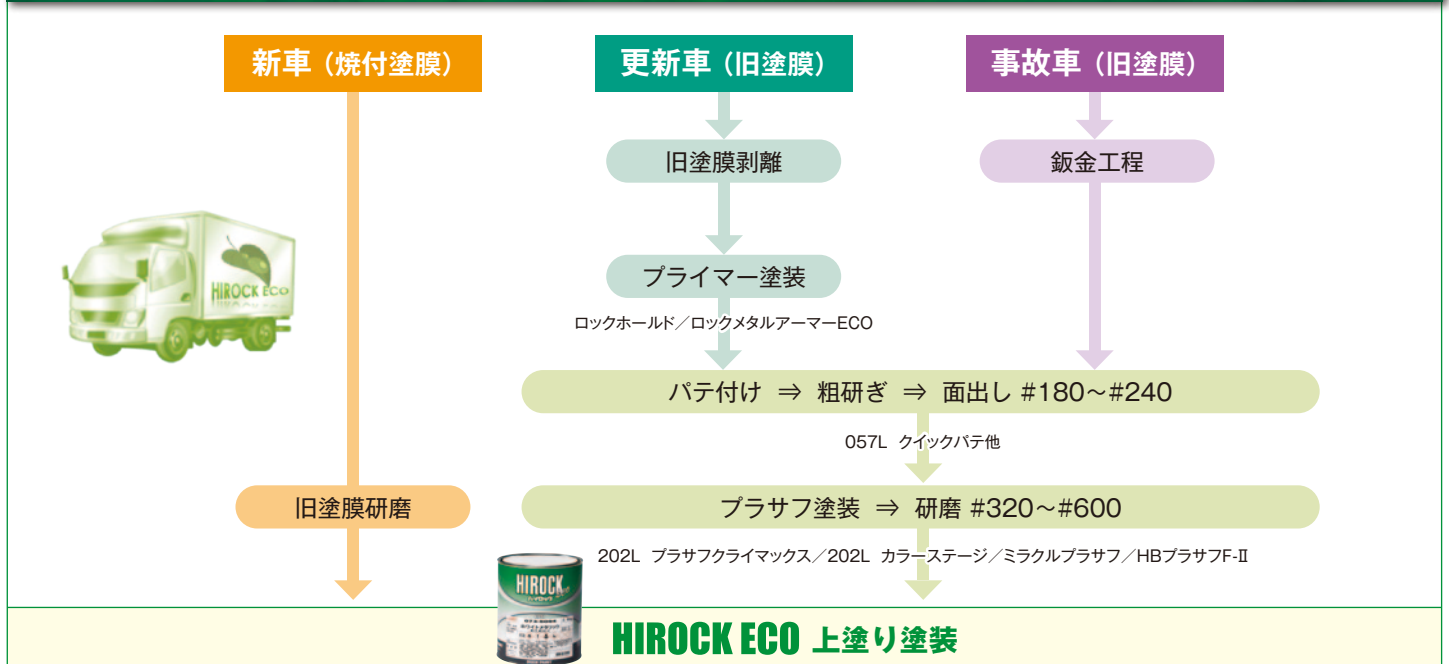 新車（焼付塗膜）
更新車（旧塗膜）
事故車（旧塗膜）
旧塗膜剥離
鈑金工程
HIROCK ECO
プライマー塗装
ロックホールド／ロックメタルアーマーECO
パテ付け ⇒ 粗研ぎ ⇒ 面出し #180～#240
057L クイックパテ他
旧塗膜研磨
プラサフ塗装 ⇒ 研磨 #320～#600
202L プラサフクライマックス／202L カラーステージ／ミラクルプラサフ／HBプラサフF-Ⅱ
HIROCK
HIROCK ECO 上塗り塗装